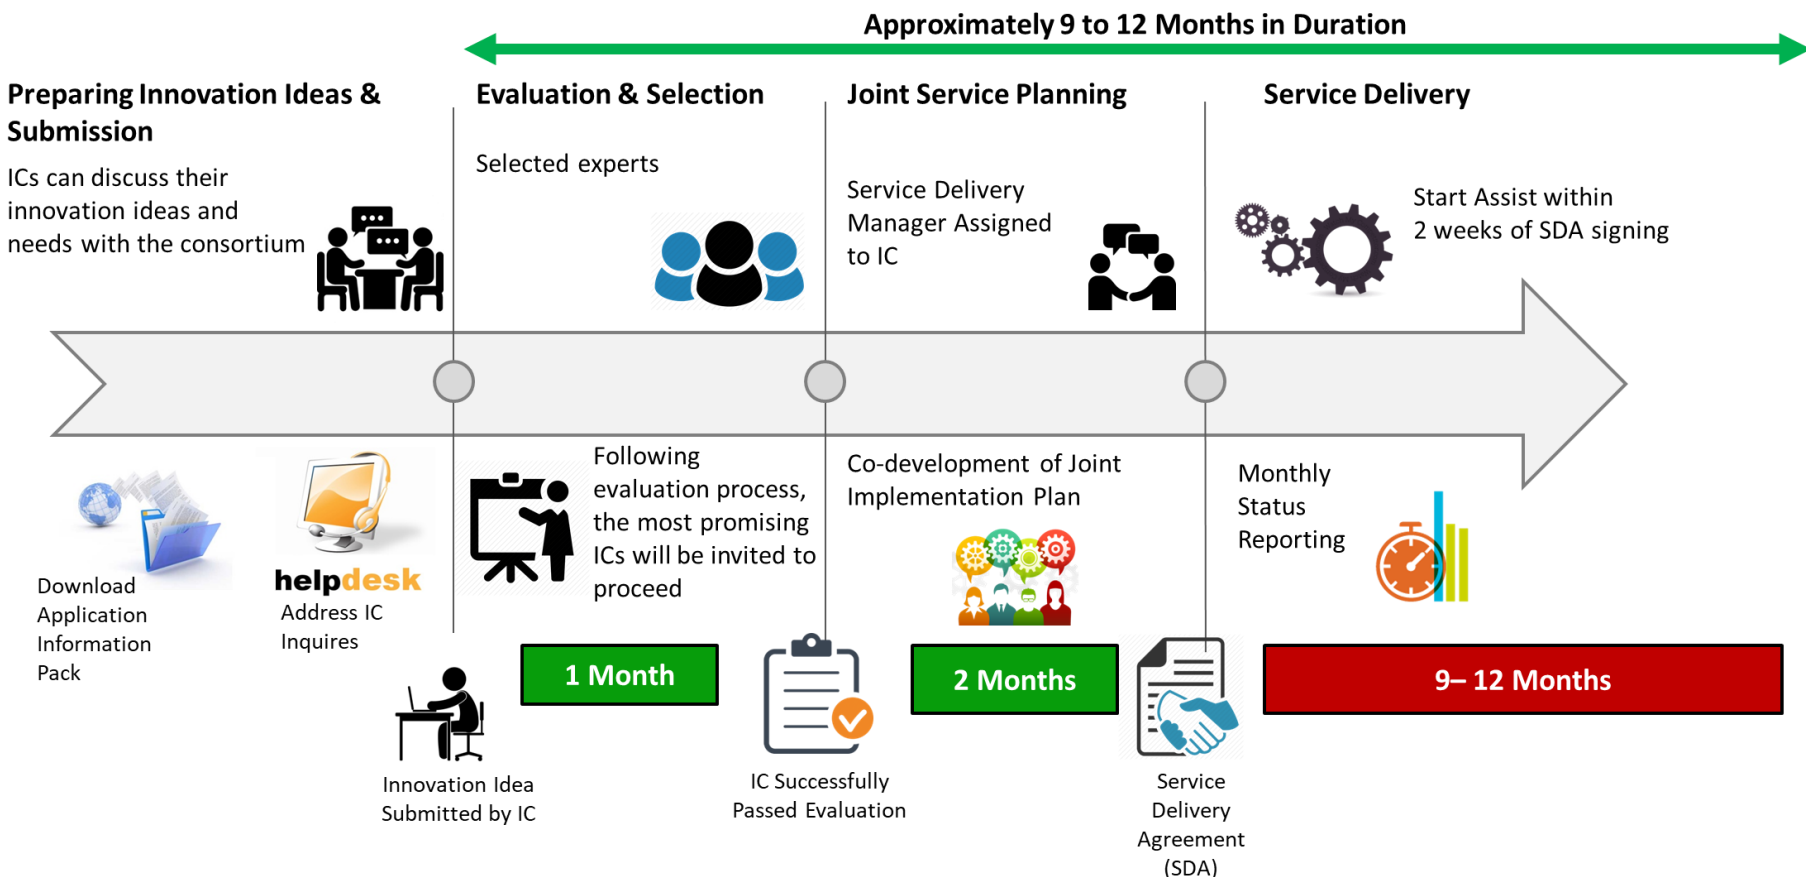 Approximately 9 to 12 Months in Duration
Preparing Innovation Ideas &
Submission
ICs can discuss their
innovation ideas and
needs with the consortium
Evaluation & Selection
Selected experts
Joint Service Planning
Service Delivery
Manager Assigned
to IC
Service Delivery
Start Assist within
2 weeks of SDA signing
Download
Application
Information
Pack
helpdesk
Address IC
Inquires
Following
evaluation process,
the most promising
ICs will be invited to
proceed
Co-development of Joint
Implementation Plan
Monthly
Status
Reporting
1 Month
2 Months
9– 12 Months
Innovation Idea
Submitted by IC
IC Successfully
Passed Evaluation
Service
Delivery
Agreement
(SDA)